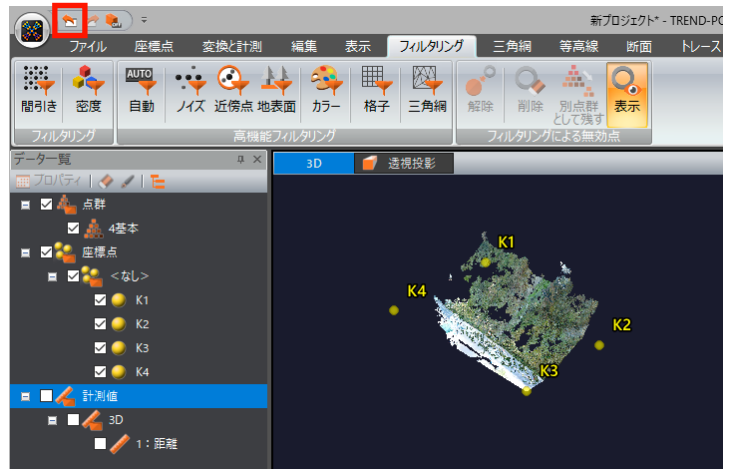 新プロジェクト* - TREND-PO
ファイル 座標点 変換と計測 編集 表示 フィルタリング 三角網 等高線 断面 トレース
AUTO
間引き 密度 自動 ノイズ 近傍点 地表面 カラー 格子 三角網 解除 削除 別点群 表示
として残す
フィルタリング 高機能フィルタリング フィルタリングによる無効点
データ一覧
3D 透視投影
プロパティ
点群
4基本
座標点
<なし>
K1
K2
K3
K4
計測値
3D
1：距離
K1
K4
K2
K3